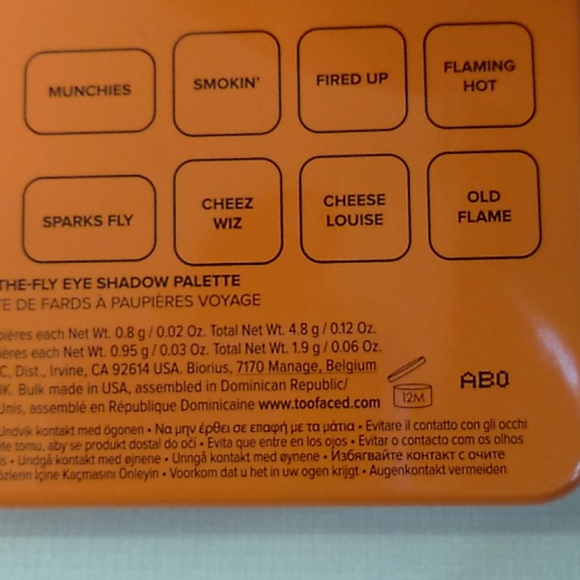 MUNCHIES
SMOKIN'
FIRED UP
FLAMING
HOT
SPARKS FLY
CHEEZ
WIZ
CHEESE
LOUISE
OLD
FLAME
THE-FLY EYE SHADOW PALETTE
TE DE FARDS À PAUPIÈRES VOYAGE
pières each Net Wt. 0.8 g / 0.02 Oz. Total Net Wt. 4.8 g / 0.12 Oz.
ières each Net Wt. 0.95 g / 0.03 Oz. Total Net Wt. 1.9 g / 0.06 Oz.
C, Dist., Irvine, CA 92614 USA. Biorius, 7170 Manage, Belgium
UK. Bulk made in USA, assembled in Dominican Republic/
Unis, assemblé en République Dominicaine www.toofaced.com
12M
ABO
Undvik kontakt med ögonen • Να μην έρθει σε επαφή με τα μάτια • Evitare il contatto con gli occhi
te tomu, aby se produkt dostal do očí • Evita que entre en los ojos • Evitar o contacto com os olhos
is • Undgå kontakt med øjnene • Unngå kontakt med øynene • Избягвайте контакт с очите
özlerin İçine Kaçmasını Önleyin • Voorkom dat u het in uw ogen krijgt • Augenkontakt vermeiden